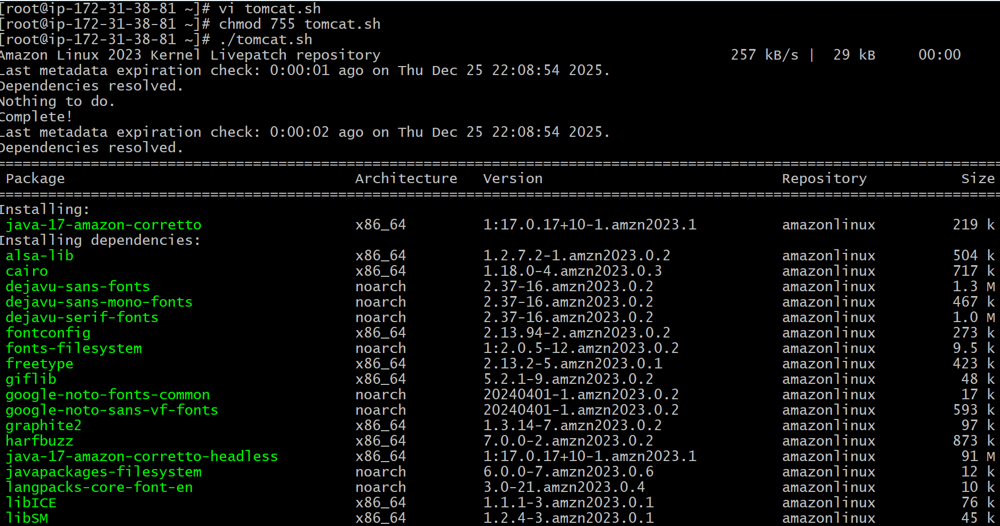 [root@ip-172-31-38-81 ~]# vi tomcat.sh
[root@ip-172-31-38-81 ~]# chmod 755 tomcat.sh
[root@ip-172-31-38-81 ~]# ./tomcat.sh
Amazon Linux 2023 Kernel Livepatch repository 257 kB/s | 29 kB 00:00
Last metadata expiration check: 0:00:01 ago on Thu Dec 25 22:08:54 2025.
Dependencies resolved.
Nothing to do.
Complete!
Last metadata expiration check: 0:00:02 ago on Thu Dec 25 22:08:54 2025.
Dependencies resolved.
=====================================================================================================================
Package Architecture Version Repository Size
=====================================================================================================================
Installing:
java-17-amazon-corretto x86_64 1:17.0.17+10-1.amzn2023.1 amazonlinux 219 k
Installing dependencies:
alsa-lib x86_64 1.2.7.2-1.amzn2023.0.2 amazonlinux 504 k
cairo x86_64 1.18.0-4.amzn2023.0.3 amazonlinux 717 k
dejavu-sans-fonts noarch 2.37-16.amzn2023.0.2 amazonlinux 1.3 M
dejavu-sans-mono-fonts noarch 2.37-16.amzn2023.0.2 amazonlinux 467 k
dejavu-serif-fonts noarch 2.37-16.amzn2023.0.2 amazonlinux 1.0 M
fontconfig x86_64 2.13.94-2.amzn2023.0.2 amazonlinux 273 k
fonts-filesystem noarch 1:2.0.5-12.amzn2023.0.2 amazonlinux 9.5 k
freetype x86_64 2.13.2-5.amzn2023.0.1 amazonlinux 423 k
giflib x86_64 5.2.1-9.amzn2023.0.2 amazonlinux 48 k
google-noto-fonts-common noarch 20240401-1.amzn2023.0.2 amazonlinux 17 k
google-noto-sans-vf-fonts noarch 20240401-1.amzn2023.0.2 amazonlinux 593 k
graphite2 x86_64 1.3.14-7.amzn2023.0.2 amazonlinux 97 k
harfbuzz x86_64 7.0.0-2.amzn2023.0.2 amazonlinux 873 k
java-17-amazon-corretto-headless x86_64 1:17.0.17+10-1.amzn2023.1 amazonlinux 91 M
javapackages-filesystem noarch 6.0.0-7.amzn2023.0.6 amazonlinux 12 k
langpacks-core-font-en noarch 3.0-21.amzn2023.0.4 amazonlinux 10 k
libICE x86_64 1.1.1-3.amzn2023.0.1 amazonlinux 76 k
libSM x86_64 1.2.4-3.amzn2023.0.1 amazonlinux 45 k